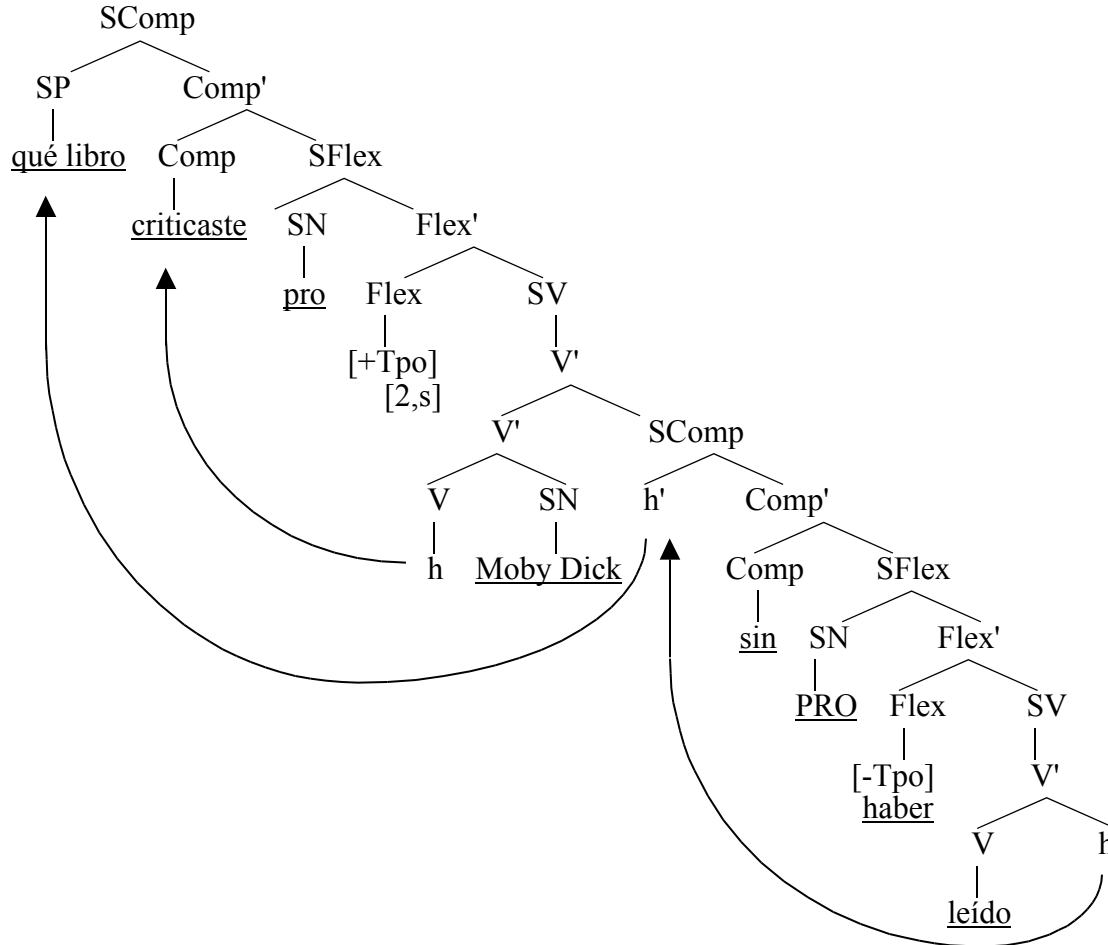 SComp
SP Comp'
qué libro Comp SFlex
criticaste SN Flex'
pro Flex SV
[+Tpo] V'
[2,s]
V' SComp
V SN h' Comp'
h Moby Dick Comp SFlex
sin SN Flex'
PRO Flex SV
[-Tpo] V'
haber
V h
leído